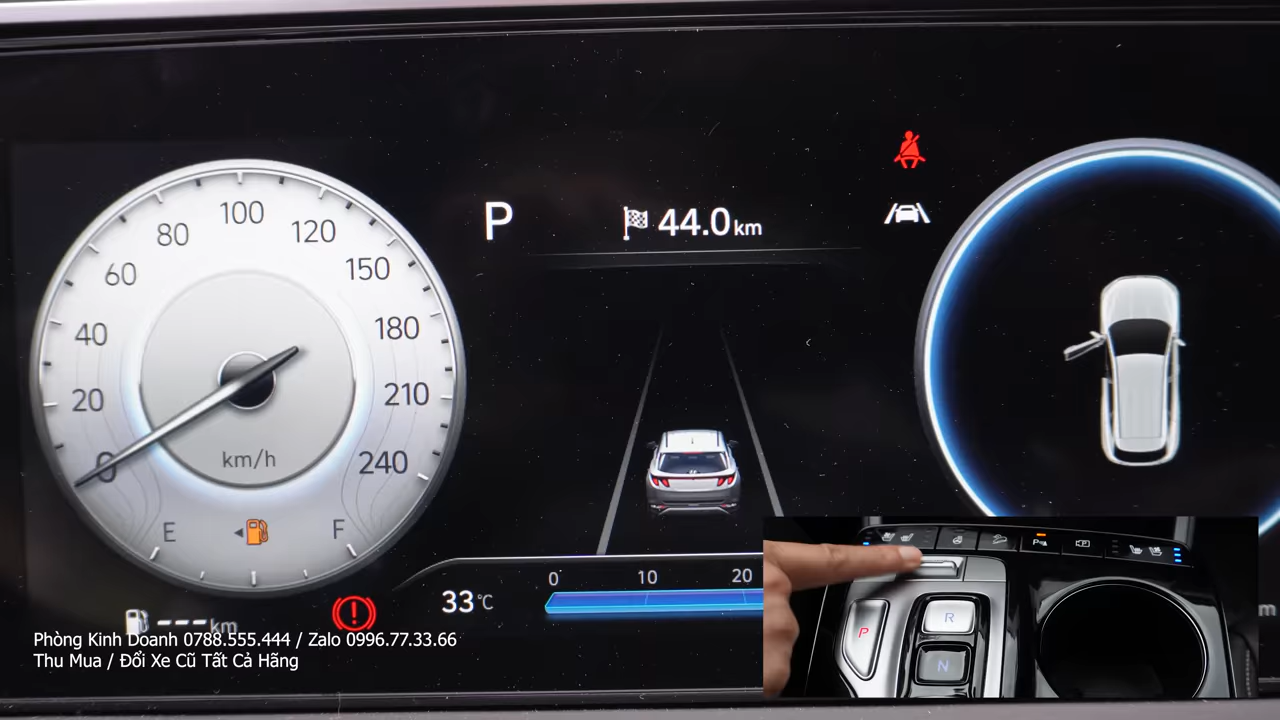 100
80
120
60
150
40
180
20
210
0
240
km/h
E
F
P
44.0km
33°C
0
10
20
---km
P
R
N
P
P
Phòng Kinh Doanh 0788.555.444 / Zalo 0996.77.33.66
Thu Mua / Đổi Xe Cũ Tất Cả Hãng